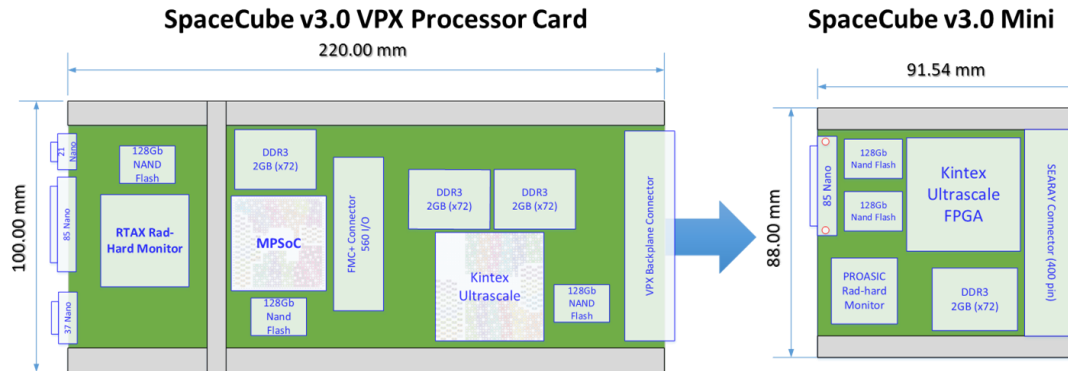 SpaceCube v3.0 VPX Processor Card
220.00 mm
100.00 mm
21
Nano
85 Nano
37 Nano
128Gb
NAND
Flash
RTAX Rad-
Hard Monitor
DDR3
2GB (x72)
MPSoC
128Gb
Nand
Flash
FMC+ Connector
560 I/O
DDR3
2GB (x72)
DDR3
2GB (x72)
Kintex
Ultrascale
128Gb
NAND
Flash
VPX Backplane Connector
SpaceCube v3.0 Mini
91.54 mm
88.00 mm
85 Nano
128Gb
Nand Flash
128Gb
Nand Flash
Kintex
Ultrascale
FPGA
PROASIC
Rad-hard
Monitor
DDR3
2GB (x72)
SEARAY Connector (400 pin)